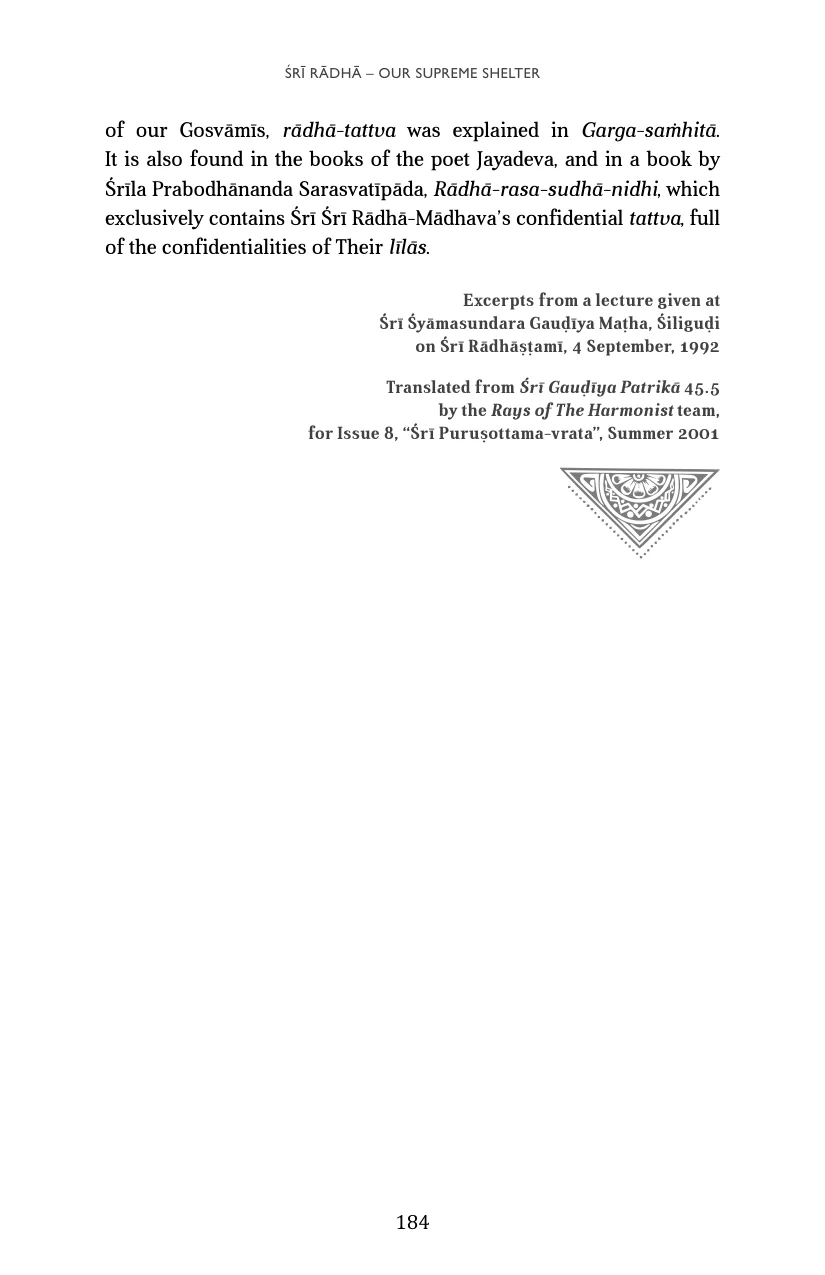 ŚRĪ RĀDHĀ – OUR SUPREME SHELTER
of our Gosvāmīs, rādhā-tattva was explained in Garga-saṁhitā.
It is also found in the books of the poet Jayadeva, and in a book by
Śrīla Prabodhānanda Sarasvatīpāda, Rādhā-rasa-sudhā-nidhi, which
exclusively contains Śrī Śrī Rādhā-Mādhava’s confidential tattva, full
of the confidentialities of Their līlās.
Excerpts from a lecture given at
Śrī Śyāmasundara Gauḍīya Maṭha, Śiliguḍi
on Śrī Rādhāṣṭamī, 4 September, 1992
Translated from Śrī Gauḍīya Patrikā 45.5
by the Rays of The Harmonist team,
for Issue 8, “Śrī Puruṣottama-vrata”, Summer 2001
184